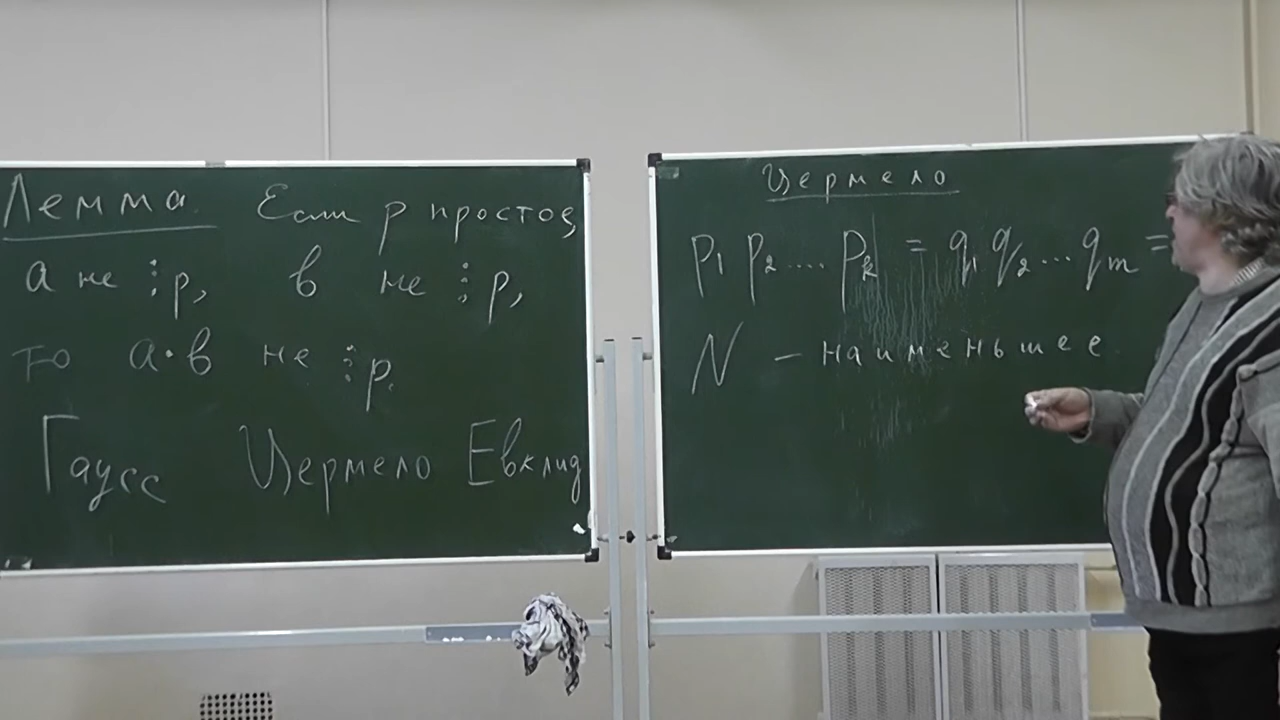 Лемма. Если p простое,
a не ⋮ p, в не ⋮ p,
то a·в не ⋮ p.
Гаусс Цермело Евклид
Цермело
p₁ p₂ .... pₖ = q₁ q₂ ... qₘ =
N – наименьшее